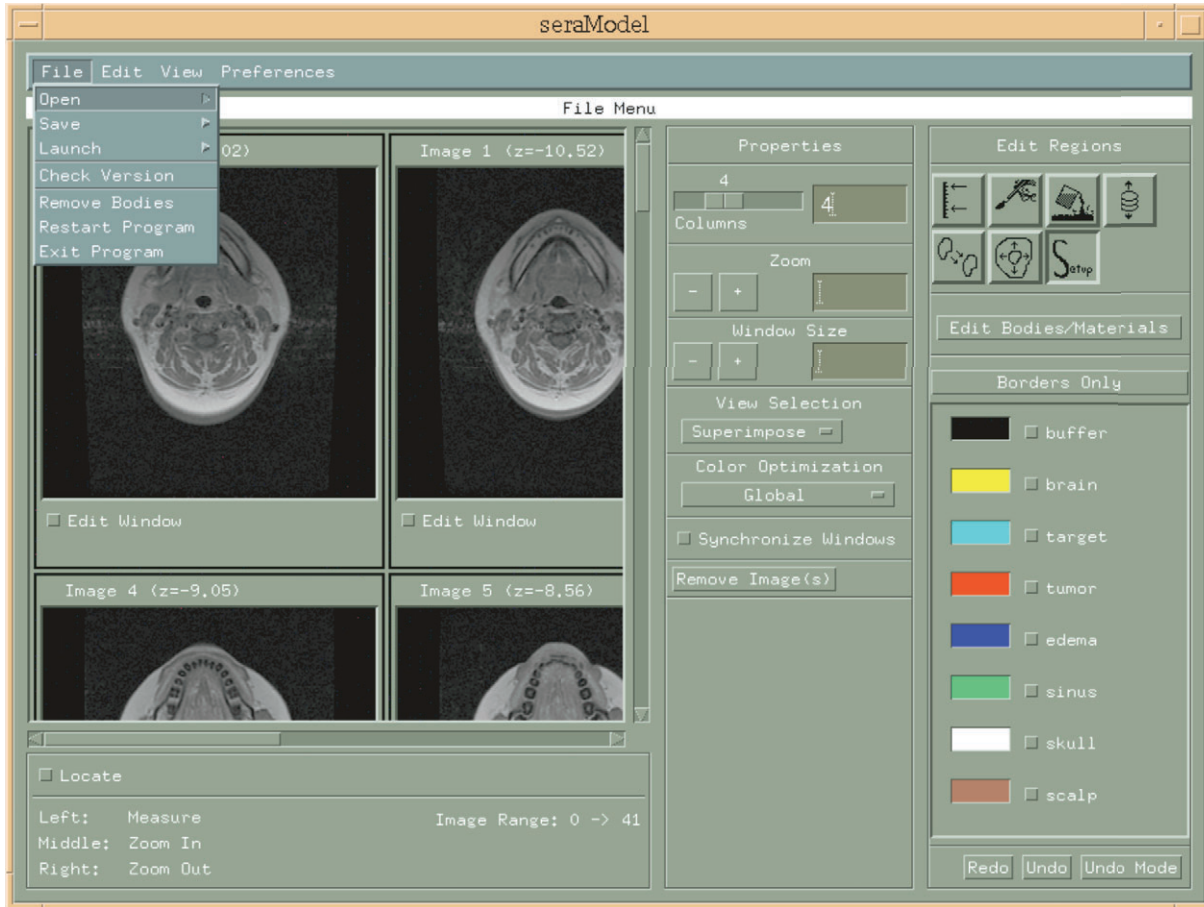 seraModel
File Edit View Preferences
File Menu
Open
Save
Launch
Check Version
Remove Bodies
Restart Program
Exit Program
02)
Image 1 (z=-10.52)
Edit Window
Edit Window
Image 4 (z=-9.05)
Image 5 (z=-8.56)
Locate
Left: Measure
Image Range: 0 -> 41
Middle: Zoom In
Right: Zoom Out
Properties
4
4
Columns
Zoom
- +
Window Size
- +
View Selection
Superimpose
Color Optimization
Global
Synchronize Windows
Remove Image(s)
Edit Regions
Setup
Edit Bodies/Materials
Borders Only
buffer
brain
target
tumor
edema
sinus
skull
scalp
Redo Undo Undo Mode